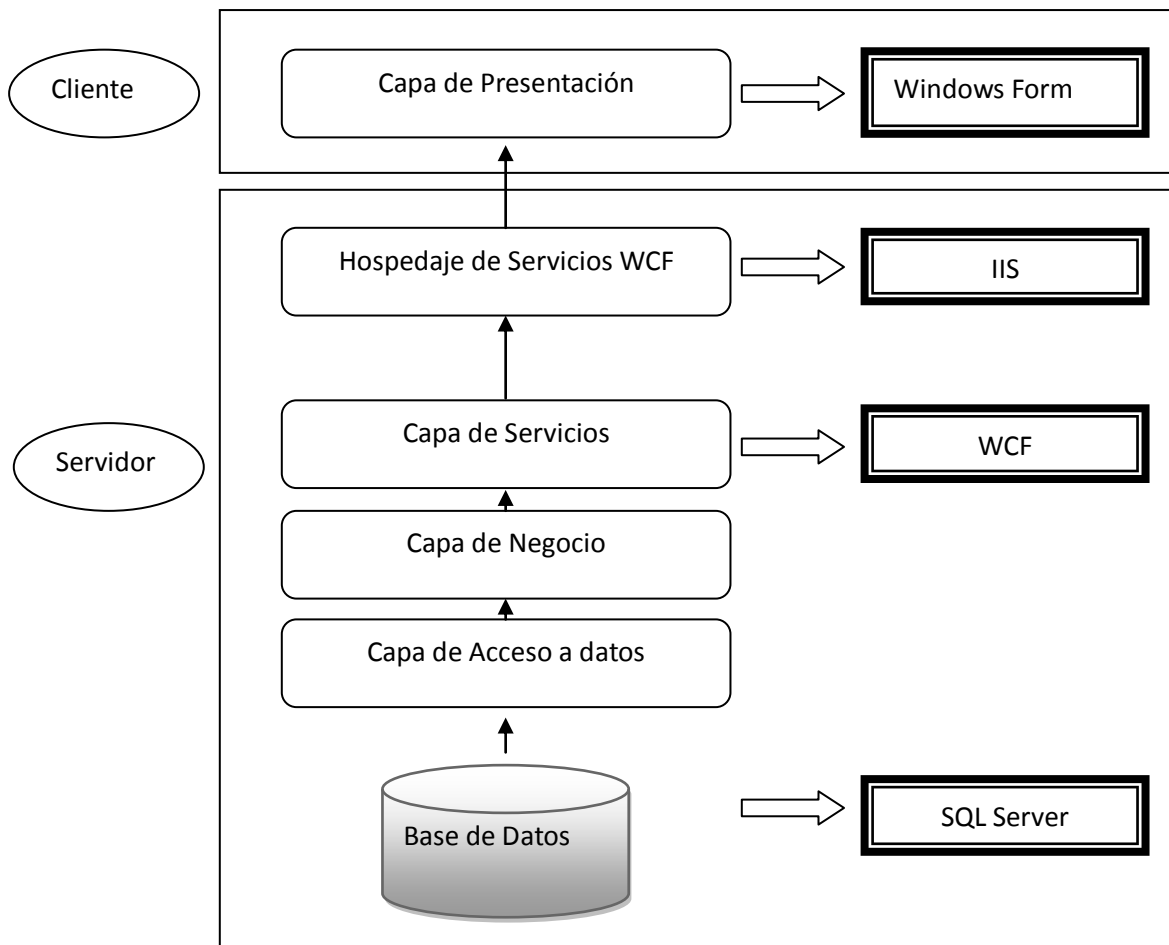 Cliente
Capa de Presentación
Windows Form
Hospedaje de Servicios WCF
IIS
Servidor
Capa de Servicios
WCF
Capa de Negocio
Capa de Acceso a datos
Base de Datos
SQL Server